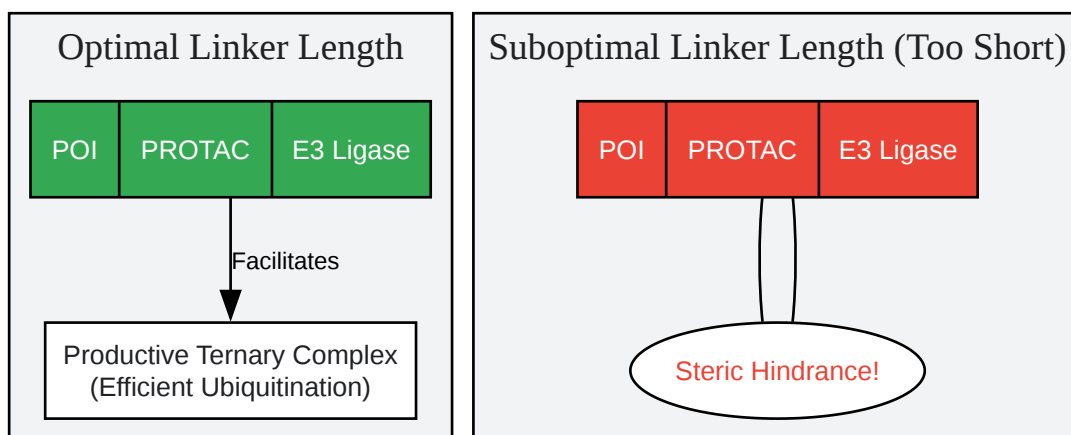 Optimal Linker Length
POI PROTAC E3 Ligase
Facilitates
Productive Ternary Complex
(Efficient Ubiquitination)
Suboptimal Linker Length (Too Short)
POI PROTAC E3 Ligase
Steric Hindrance!